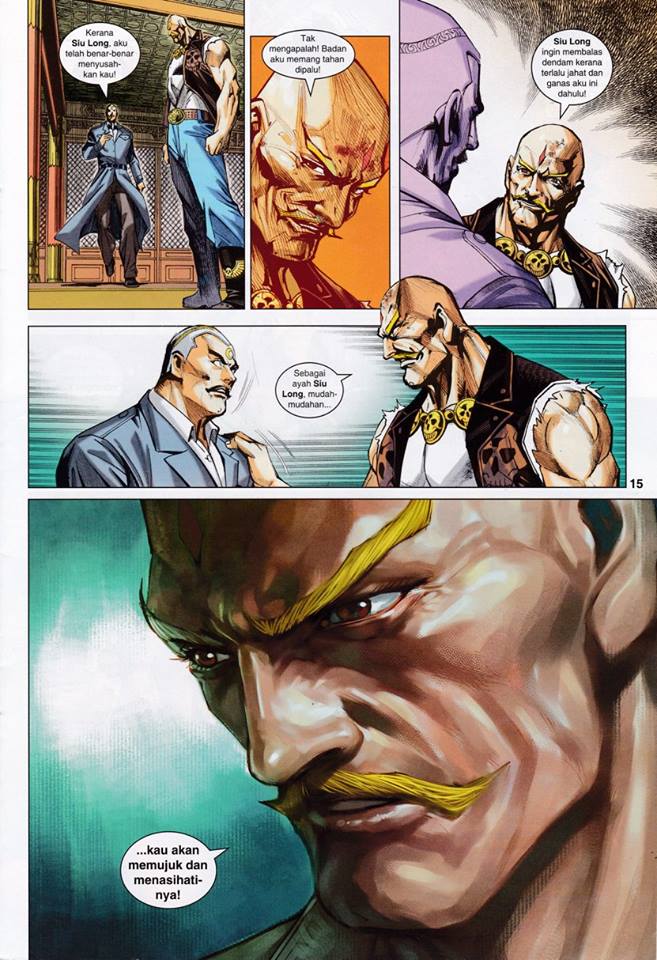 Kerana
Siu Long, aku
telah benar-benar
menyusah-
kan kau!
Tak
mengapalah! Badan
aku memang tahan
dipalu!
Siu Long
ingin membalas
dendam kerana
terlalu jahat dan
ganas aku ini
dahulu!
Sebagai
ayah Siu
Long, mudah-
mudahan...
15
...kau akan
memujuk dan
menasihati-
nya!